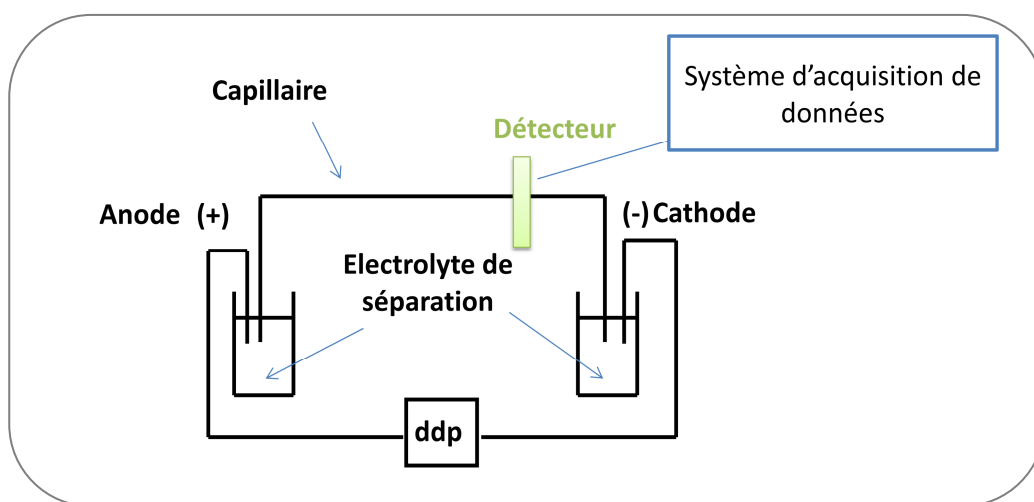 Système d’acquisition de
données
Capillaire
Détecteur
Anode (+)
(-) Cathode
Electrolyte de
séparation
ddp